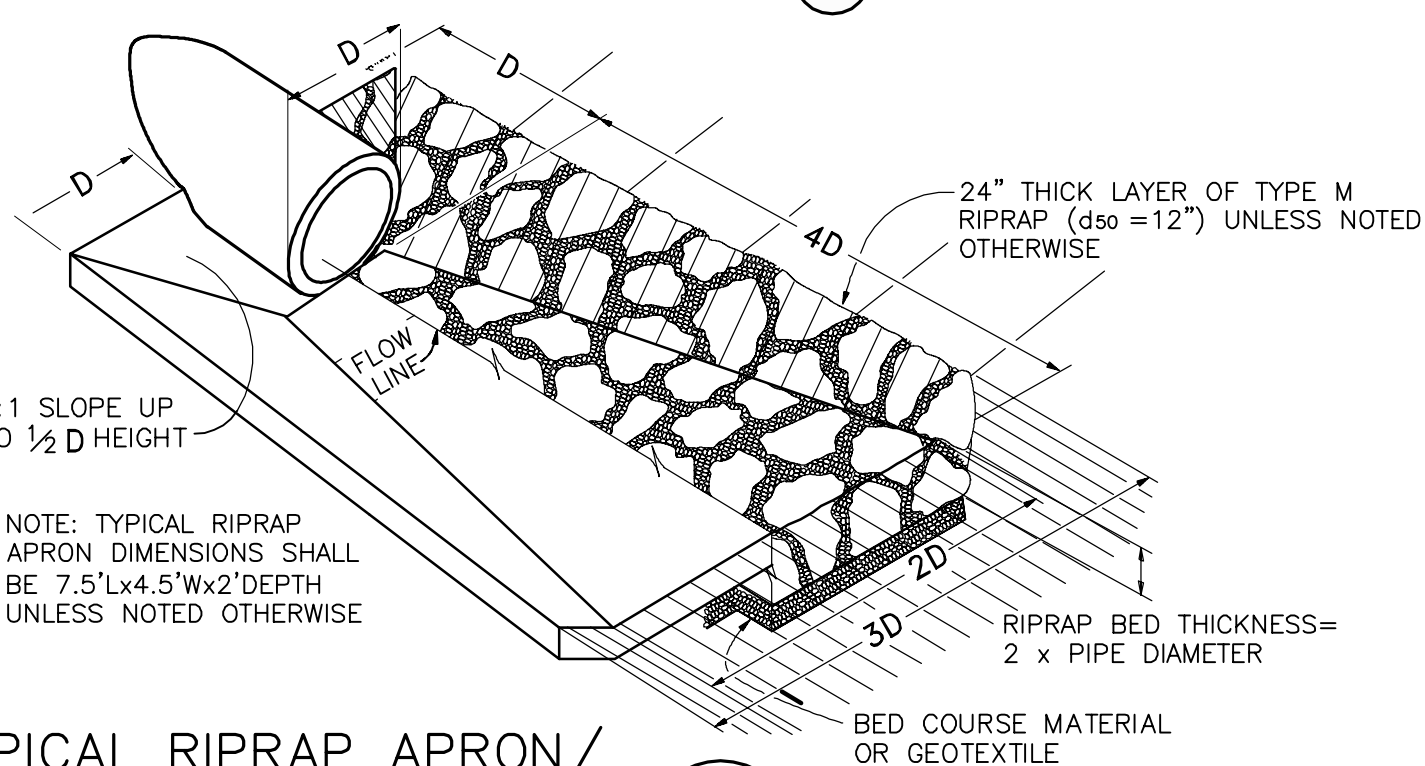 D
D
D
4D
24" THICK LAYER OF TYPE M
RIPRAP (d50 =12") UNLESS NOTED
OTHERWISE
FLOW
LINE
:1 SLOPE UP
O 1/2 D HEIGHT
NOTE: TYPICAL RIPRAP
APRON DIMENSIONS SHALL
BE 7.5'Lx4.5'Wx2'DEPTH
UNLESS NOTED OTHERWISE
2D
3D
RIPRAP BED THICKNESS=
2 x PIPE DIAMETER
BED COURSE MATERIAL
OR GEOTEXTILE
PICAL RIPRAP APRON/